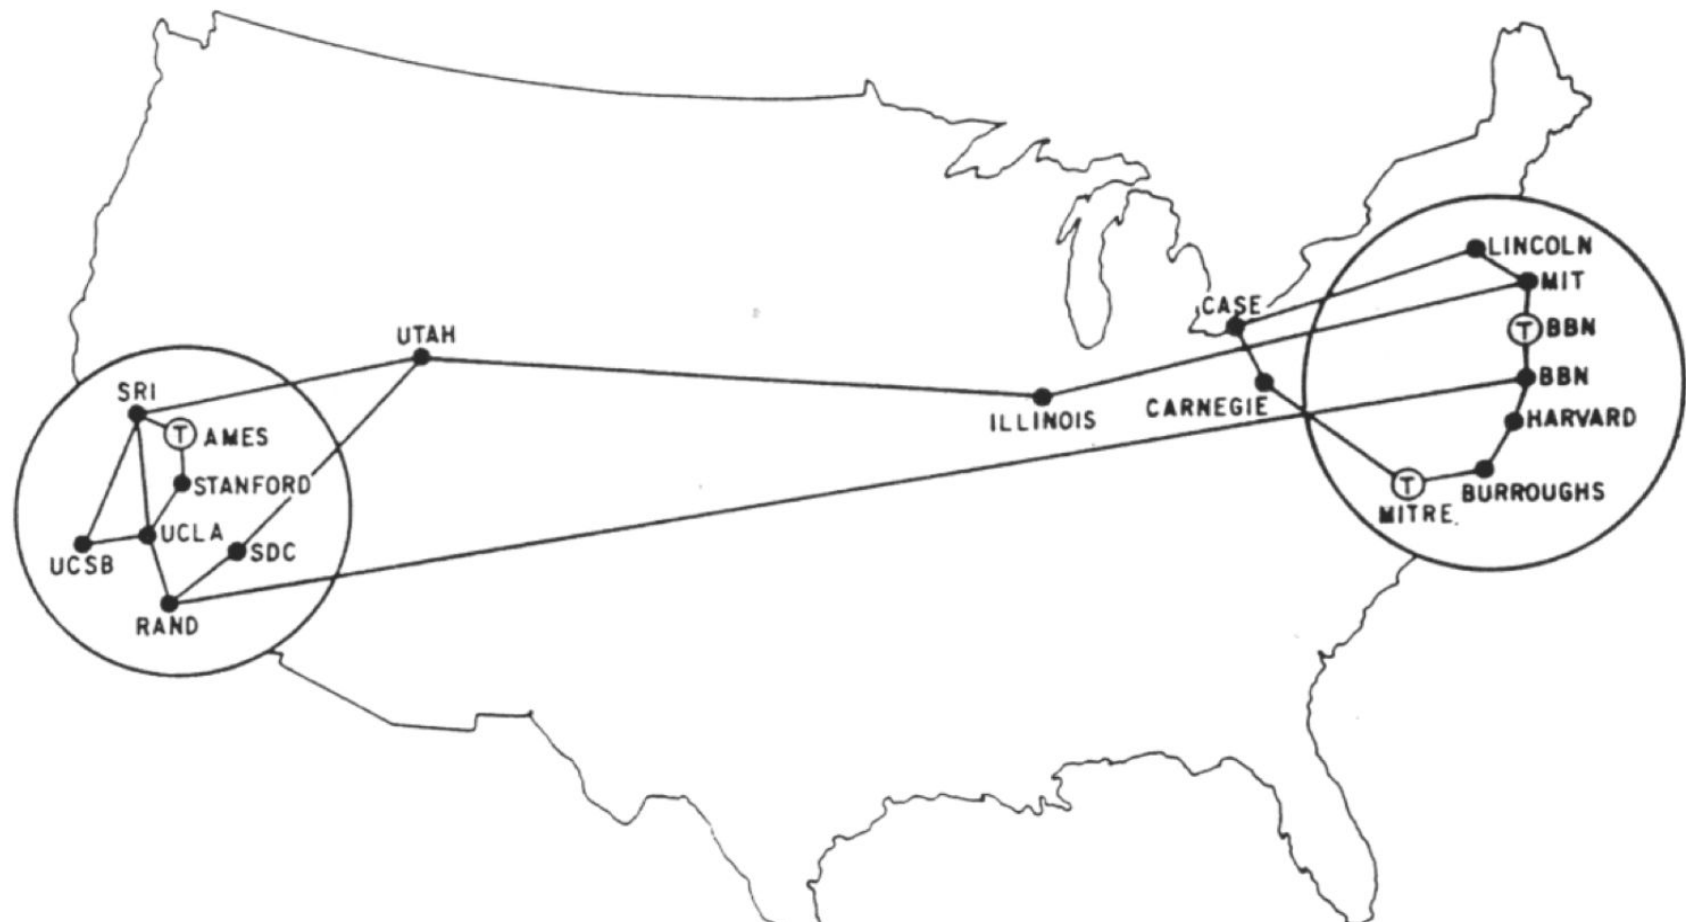 LINCOLN
MIT
CASE
T BBN
UTAH
BBN
SRI
CARNEGIE
ILLINOIS
HARVARD
T AMES
STANFORD
T
BURROUGHS
MITRE
UCLA
SDC
UCSB
RAND